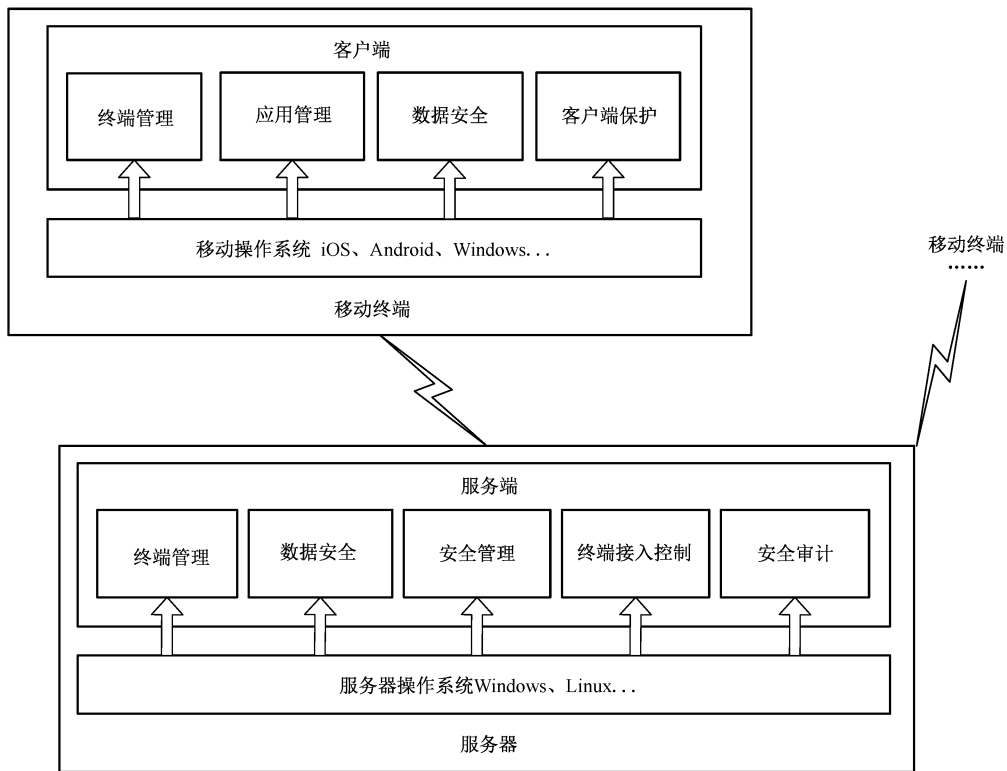 客户端
终端管理
应用管理
数据安全
客户端保护
移动操作系统 iOS、Android、Windows...
移动终端
移动终端
......
服务端
终端管理
数据安全
安全管理
终端接入控制
安全审计
服务器操作系统Windows、Linux...
服务器